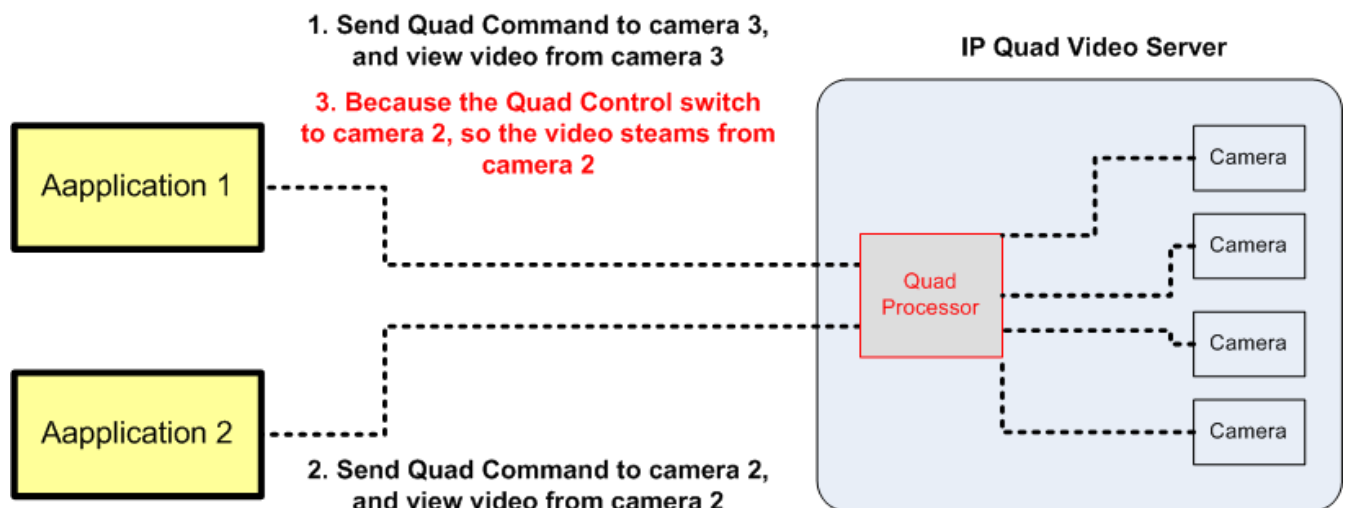 1. Send Quad Command to camera 3,
and view video from camera 3
IP Quad Video Server
3. Because the Quad Control switch
to camera 2, so the video steams from
camera 2
Aapplication 1
Camera
Camera
Quad
Processor
Camera
Aapplication 2
Camera
2. Send Quad Command to camera 2,
and view video from camera 2